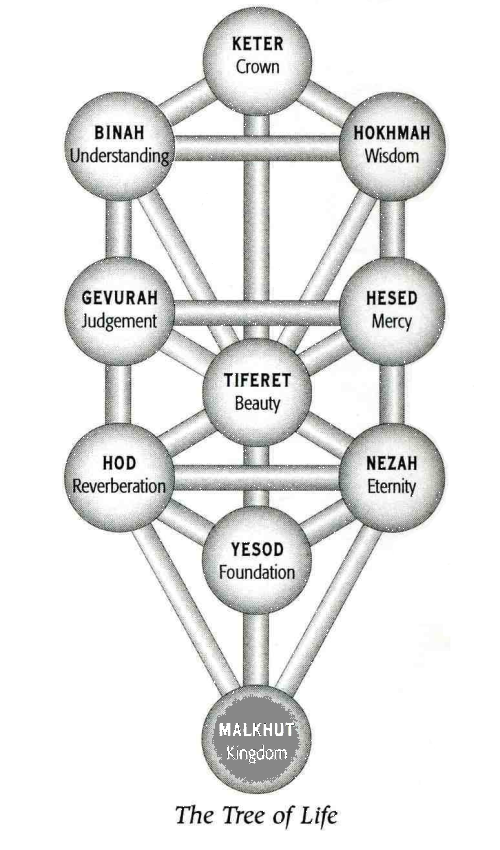 KETER
Crown
BINAH
Understanding
HOKHMAH
Wisdom
GEVURAH
Judgement
HESED
Mercy
TIFERET
Beauty
HOD
Reverberation
NEZAH
Eternity
YESOD
Foundation
MALKHUT
Kingdom
The Tree of Life